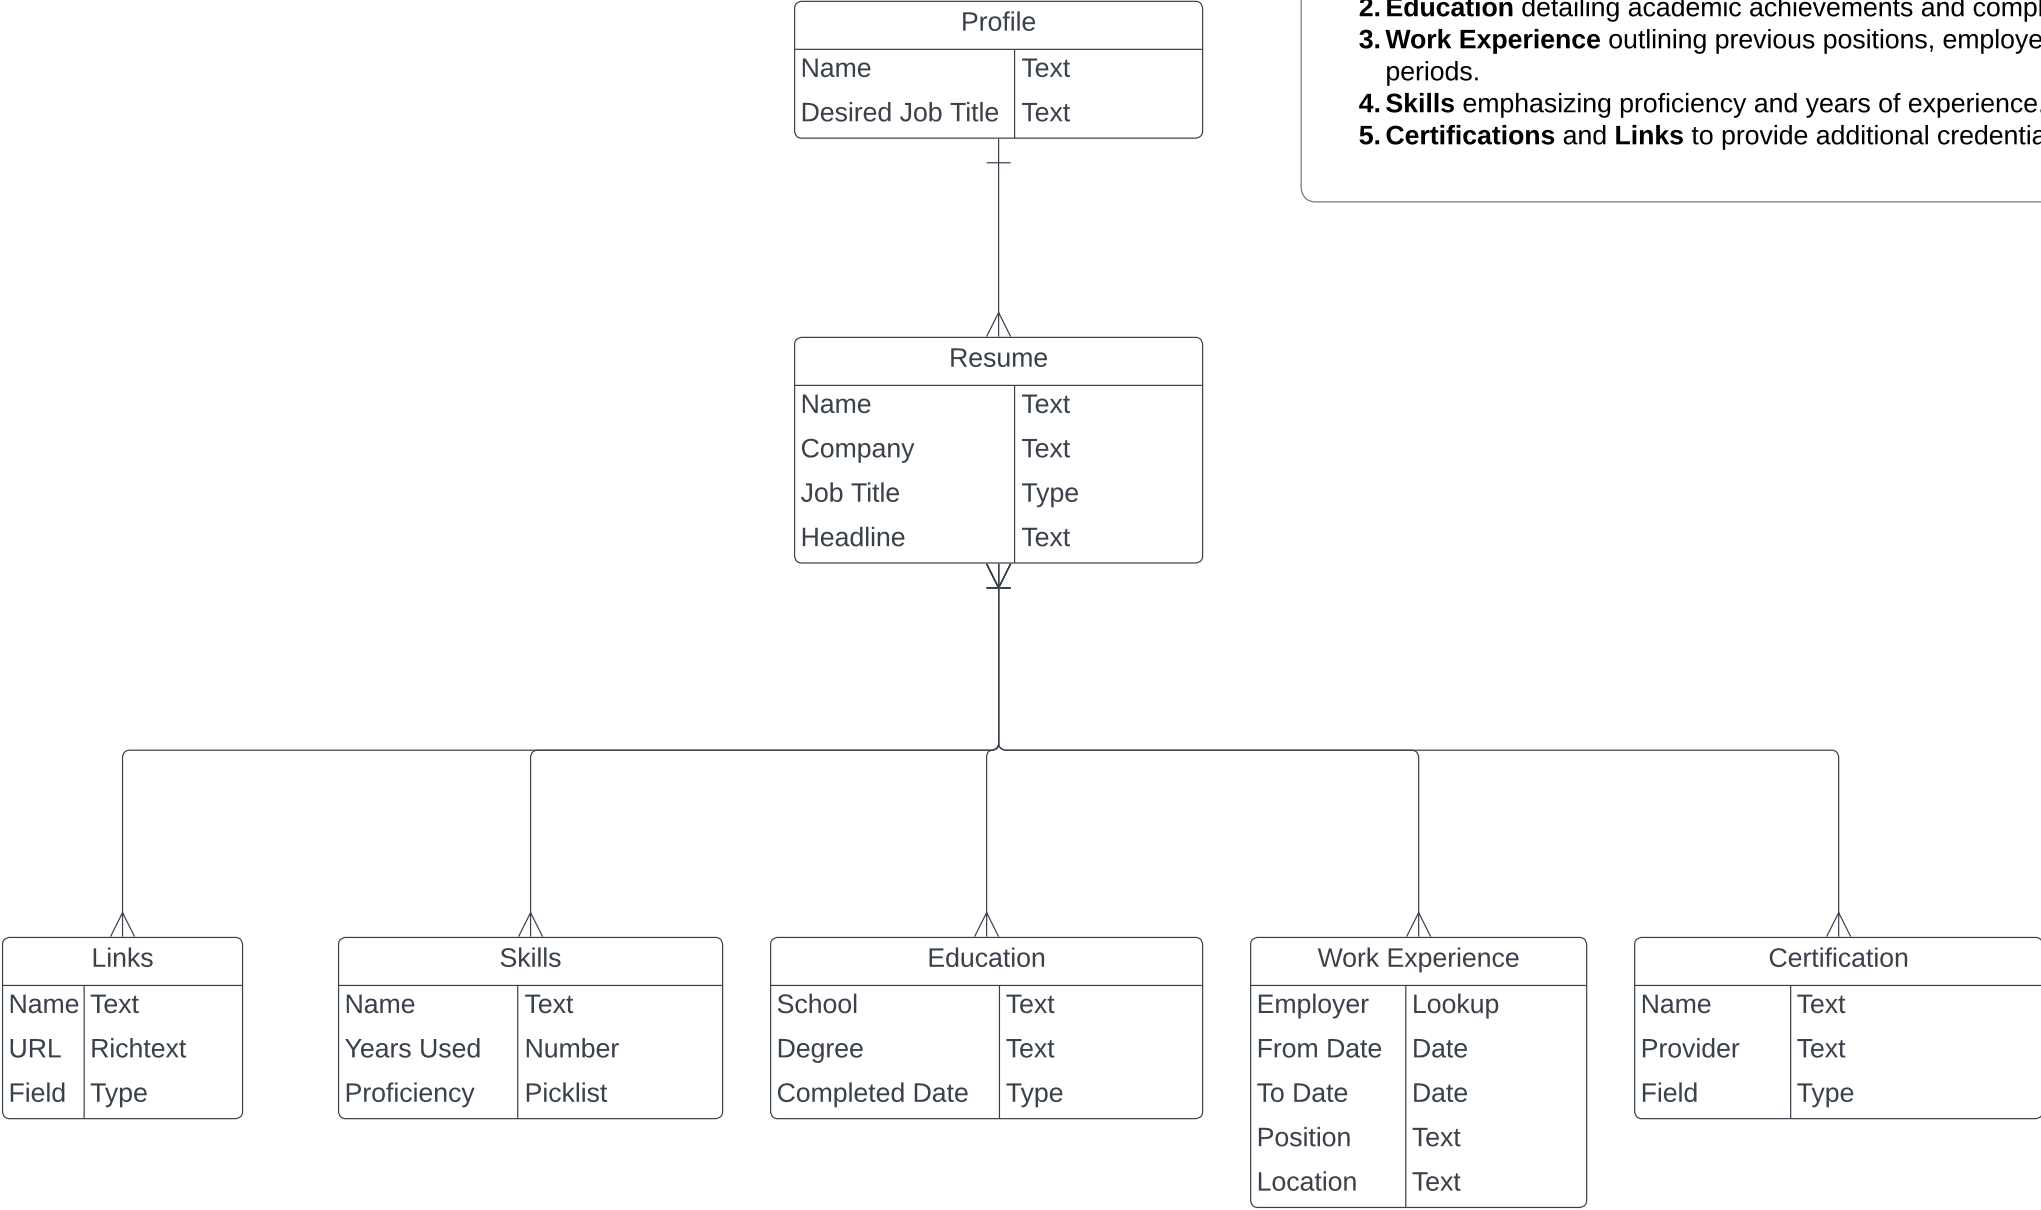 Profile
Name Text
Desired Job Title Text
2. Education detailing academic achievements and
3. Work Experience outlining previous positions,
periods.
4. Skills emphasizing proficiency and years of experience.
5. Certifications and Links to provide additional
Resume
Name Text
Company Text
Job Title Type
Headline Text
Links
Name Text
URL Richtext
Field Type
Skills
Name Text
Years Used Number
Proficiency Picklist
Education
School Text
Degree Text
Completed Date Type
Work Experience
Employer Lookup
From Date Date
To Date Date
Position Text
Location Text
Certification
Name Text
Provider Text
Field Type